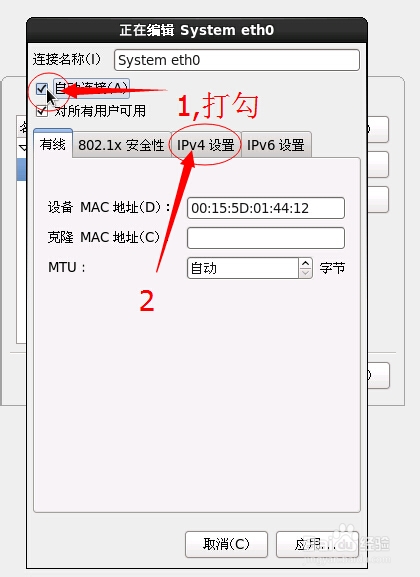 正在编辑 System eth0
连接名称(I) System eth0
自动连接(A)
1,打勾
对所有用户可用
有线 802.1x 安全性 IPv4 设置 IPv6 设置
设备 MAC 地址(D)： 00:15:5D:01:44:12
克隆 MAC 地址(C)
MTU： 自动 字节
2
取消(C) 应用...
Baidu 经验